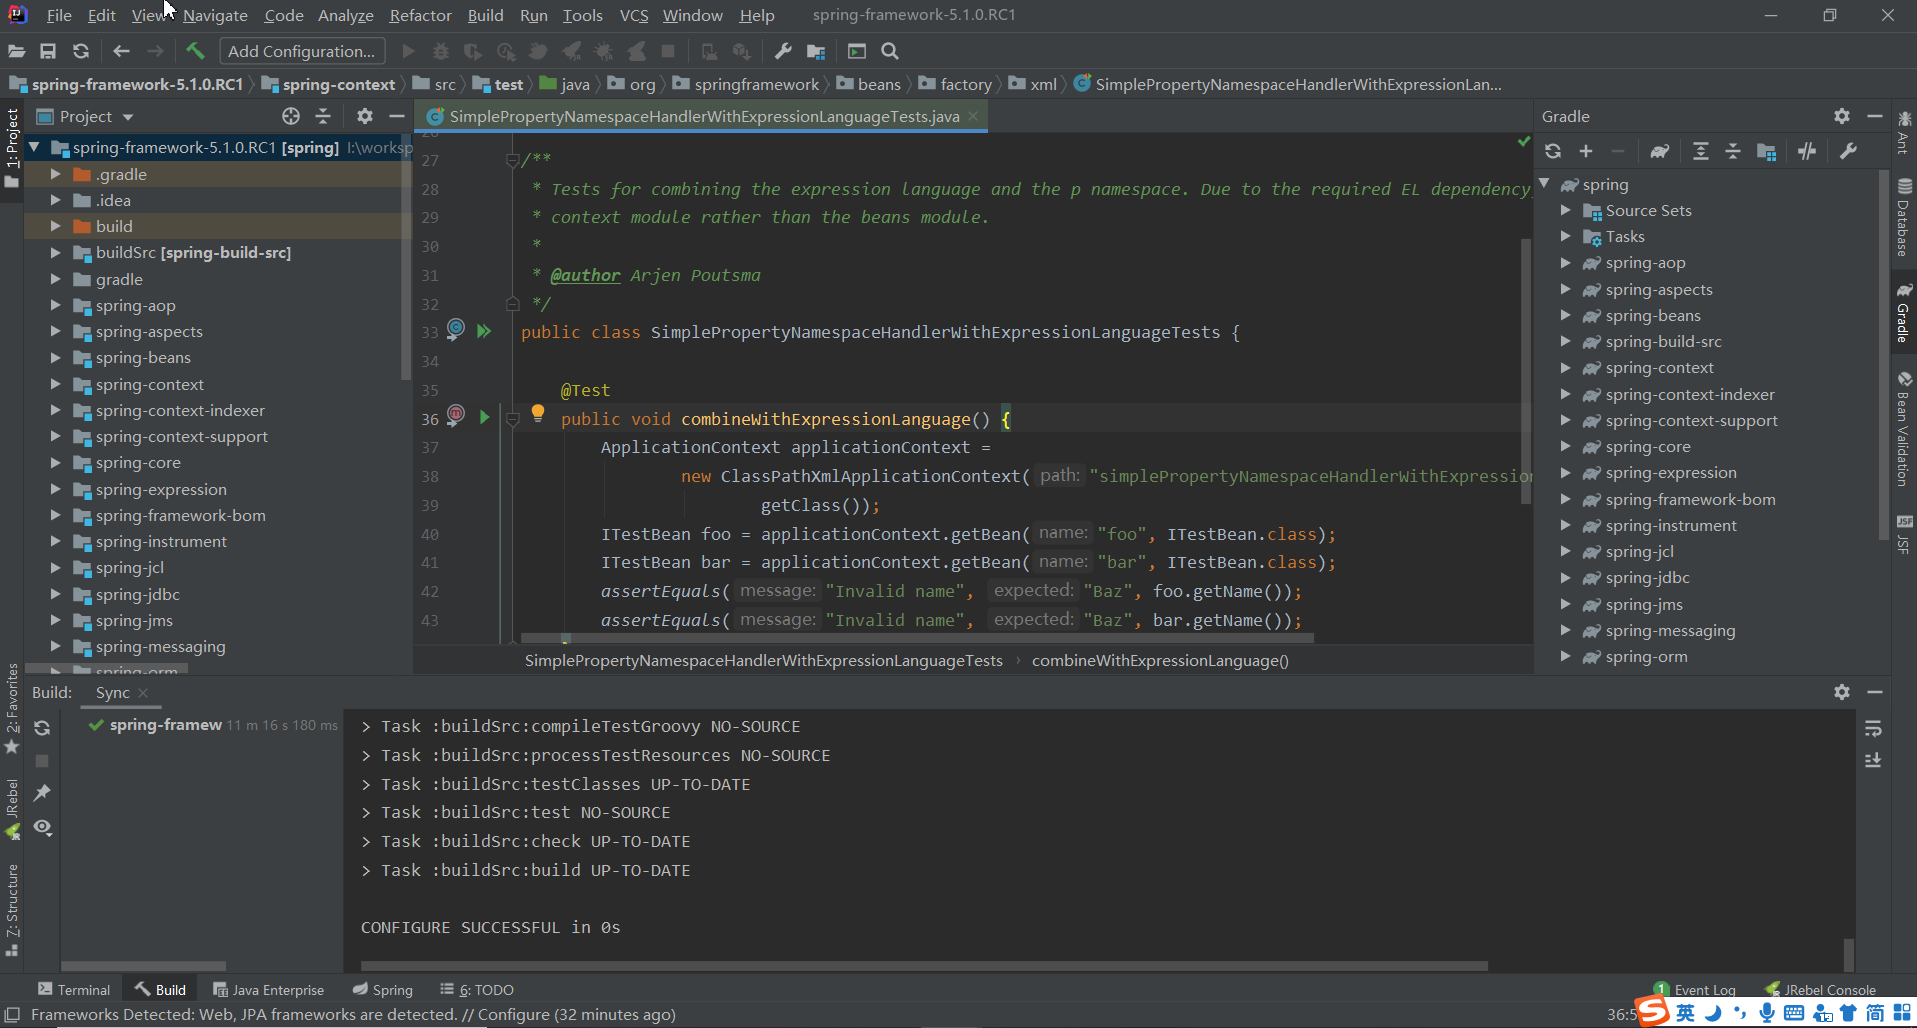 File Edit View Navigate Code Analyze Refactor Build Run Tools VCS Window Help spring-framework-5.1.0.RC1
Add Configuration...
spring-framework-5.1.0.RC1 spring-context src test java org springframework beans factory xml SimplePropertyNamespaceHandlerWithExpressionLan...
1: Project
2: Favorites
JRebel
7: Structure
Project
spring-framework-5.1.0.RC1 [spring] I:\worksp
.gradle
.idea
build
buildSrc [spring-build-src]
gradle
spring-aop
spring-aspects
spring-beans
spring-context
spring-context-indexer
spring-context-support
spring-core
spring-expression
spring-framework-bom
spring-instrument
spring-jcl
spring-jdbc
spring-jms
spring-messaging
spring-orm
SimplePropertyNamespaceHandlerWithExpressionLanguageTests.java
26
27 /**
28 * Tests for combining the expression language and the p namespace. Due to the required EL dependency
29 * context module rather than the beans module.
30 *
31 * @author Arjen Poutsma
32 */
33 public class SimplePropertyNamespaceHandlerWithExpressionLanguageTests {
34
35 @Test
36 public void combineWithExpressionLanguage() {
37 ApplicationContext applicationContext =
38 new ClassPathXmlApplicationContext( path: "simplePropertyNamespaceHandlerWithExpressio
39 getClass());
40 ITestBean foo = applicationContext.getBean( name: "foo", ITestBean.class);
41 ITestBean bar = applicationContext.getBean( name: "bar", ITestBean.class);
42 assertEquals( message: "Invalid name", expected: "Baz", foo.getName());
43 assertEquals( message: "Invalid name", expected: "Baz", bar.getName());
SimplePropertyNamespaceHandlerWithExpressionLanguageTests › combineWithExpressionLanguage()
Gradle
spring
Source Sets
Tasks
spring-aop
spring-aspects
spring-beans
spring-build-src
spring-context
spring-context-indexer
spring-context-support
spring-core
spring-expression
spring-framework-bom
spring-instrument
spring-jcl
spring-jdbc
spring-jms
spring-messaging
spring-orm
Ant
Database
Gradle
Bean Validation
JSF
Build: Sync
spring-framew 11 m 16 s 180 ms
> Task :buildSrc:compileTestGroovy NO-SOURCE
> Task :buildSrc:processTestResources NO-SOURCE
> Task :buildSrc:testClasses UP-TO-DATE
> Task :buildSrc:test NO-SOURCE
> Task :buildSrc:check UP-TO-DATE
> Task :buildSrc:build UP-TO-DATE
CONFIGURE SUCCESSFUL in 0s
Terminal Build Java Enterprise Spring 6: TODO 1 Event Log JRebel Console
Frameworks Detected: Web, JPA frameworks are detected. // Configure (32 minutes ago) 36:5 英 简